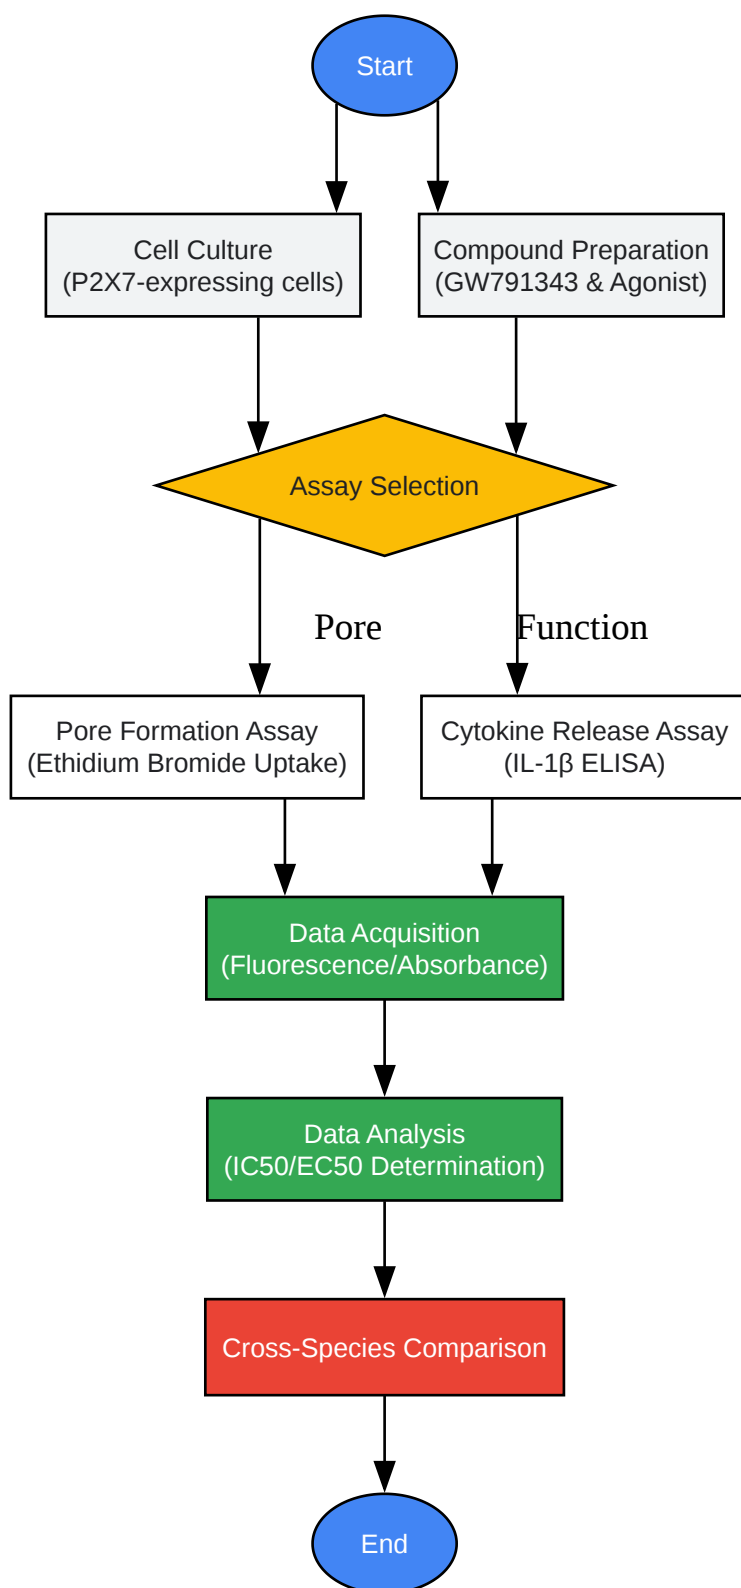 Start
Cell Culture
(P2X7-expressing cells)
Compound Preparation
(GW791343 & Agonist)
Assay Selection
Pore
Function
Pore Formation Assay
(Ethidium Bromide Uptake)
Cytokine Release Assay
(IL-1β ELISA)
Data Acquisition
(Fluorescence/Absorbance)
Data Analysis
(IC50/EC50 Determination)
Cross-Species Comparison
End